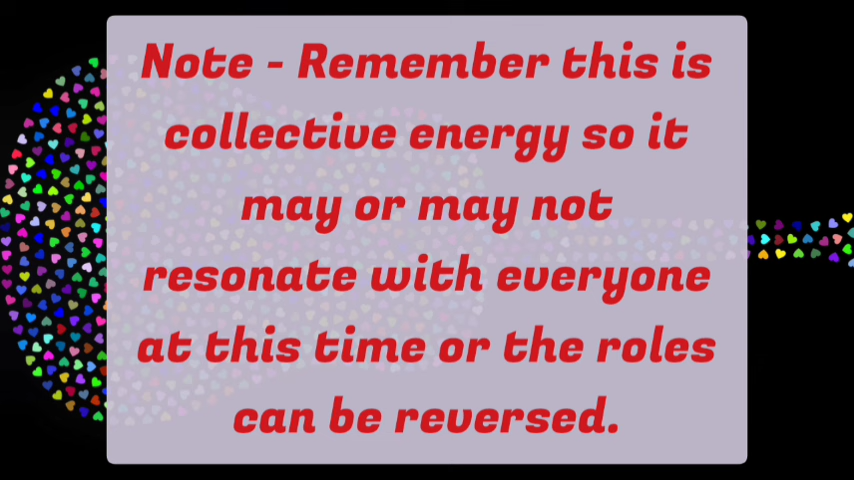 Note - Remember this is
collective energy so it
may or may not
resonate with everyone
at this time or the roles
can be reversed.